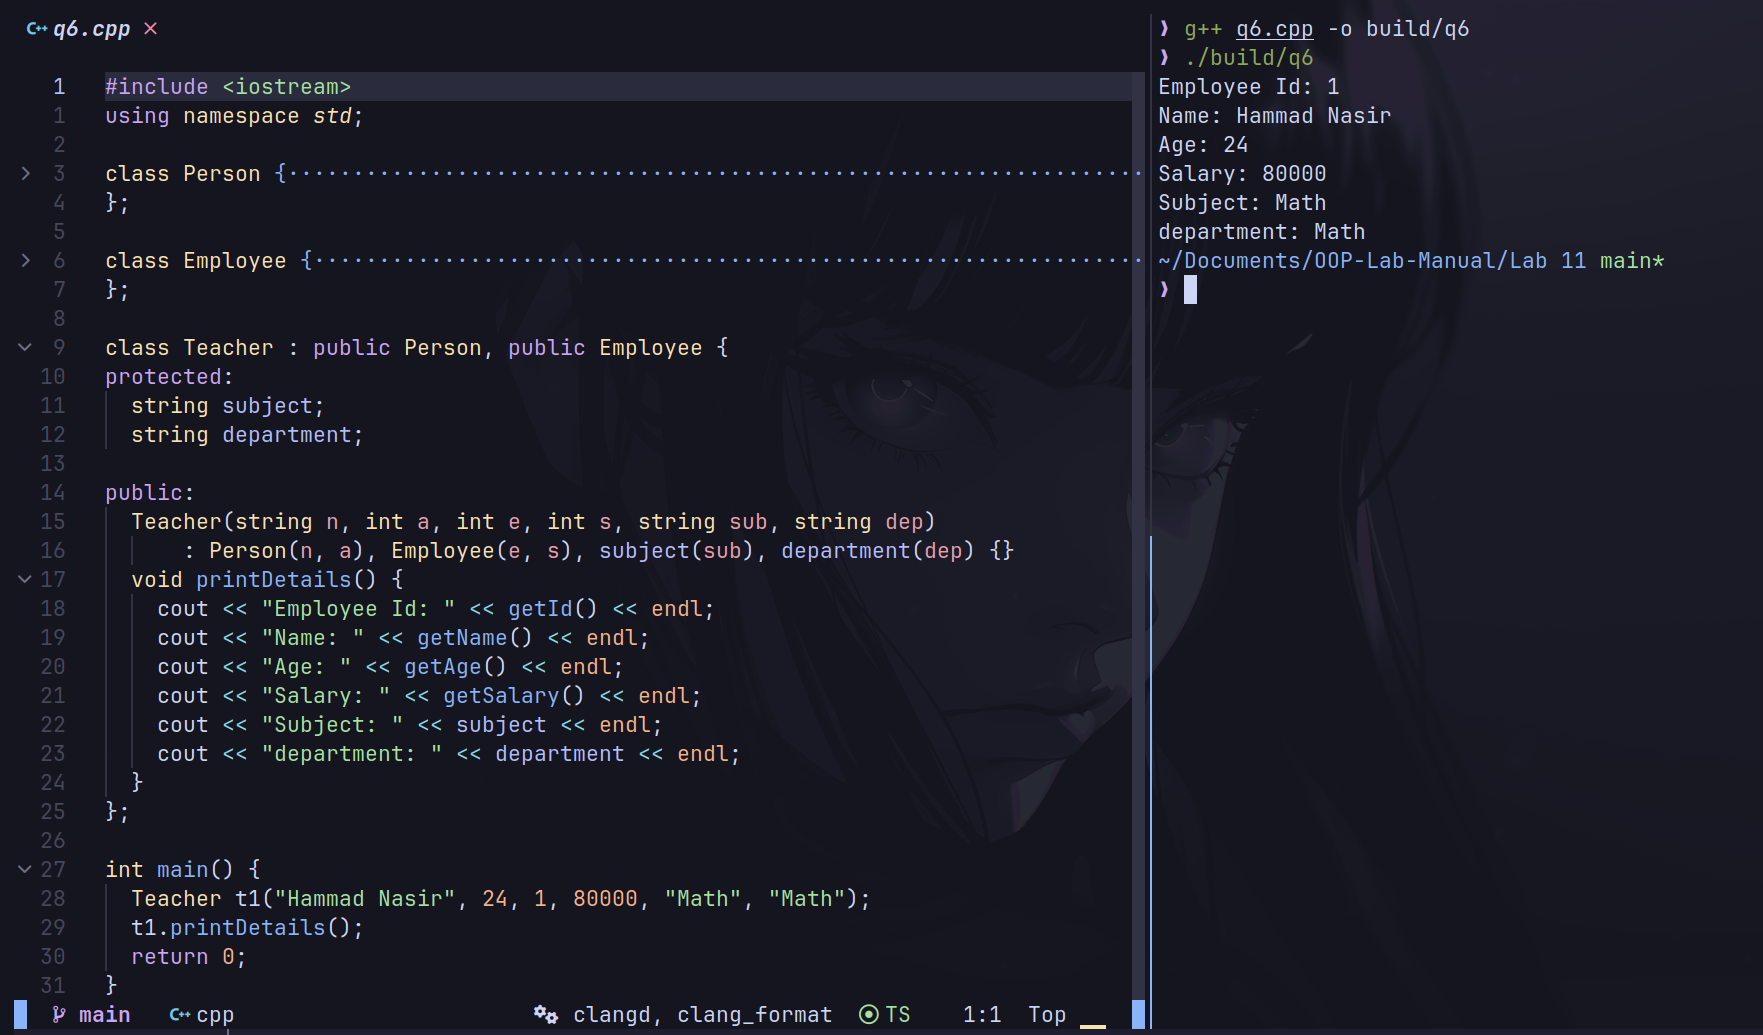 q6.cpp ×
1 #include <iostream>
1 using namespace std;
2
3 class Person {
4 };
5
6 class Employee {
7 };
8
9 class Teacher : public Person, public Employee {
10 protected:
11 string subject;
12 string department;
13
14 public:
15 Teacher(string n, int a, int e, int s, string sub, string dep)
16 : Person(n, a), Employee(e, s), subject(sub), department(dep) {}
17 void printDetails() {
18 cout << "Employee Id: " << getId() << endl;
19 cout << "Name: " << getName() << endl;
20 cout << "Age: " << getAge() << endl;
21 cout << "Salary: " << getSalary() << endl;
22 cout << "Subject: " << subject << endl;
23 cout << "department: " << department << endl;
24 }
25 };
26
27 int main() {
28 Teacher t1("Hammad Nasir", 24, 1, 80000, "Math", "Math");
29 t1.printDetails();
30 return 0;
31 }
main C++ cpp clangd, clang_format TS 1:1 Top
❯ g++ q6.cpp -o build/q6
❯ ./build/q6
Employee Id: 1
Name: Hammad Nasir
Age: 24
Salary: 80000
Subject: Math
department: Math
~/Documents/OOP-Lab-Manual/Lab 11 main*
❯